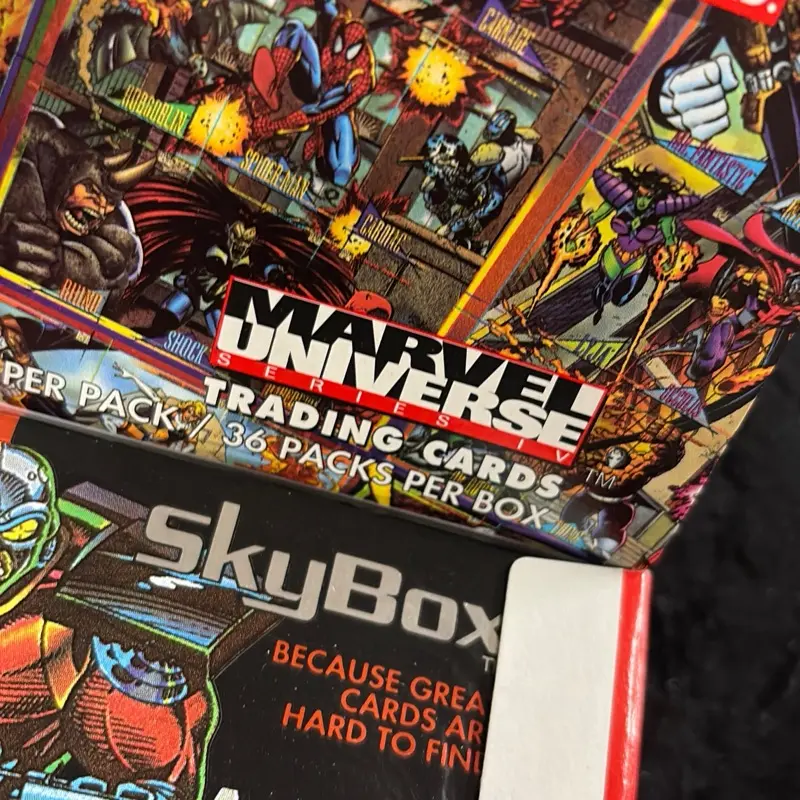 CARNAGE
HOBGOBLIN
SPIDER-MAN
MR. FANTASTIC
RHINO
SHOCK
MARVEL
UNIVERSE
SERIES IV
TRADING CARDS™
PER PACK / 36 PACKS PER BOX
SkyBox
BECAUSE GREA
CARDS AR
HARD TO FIN